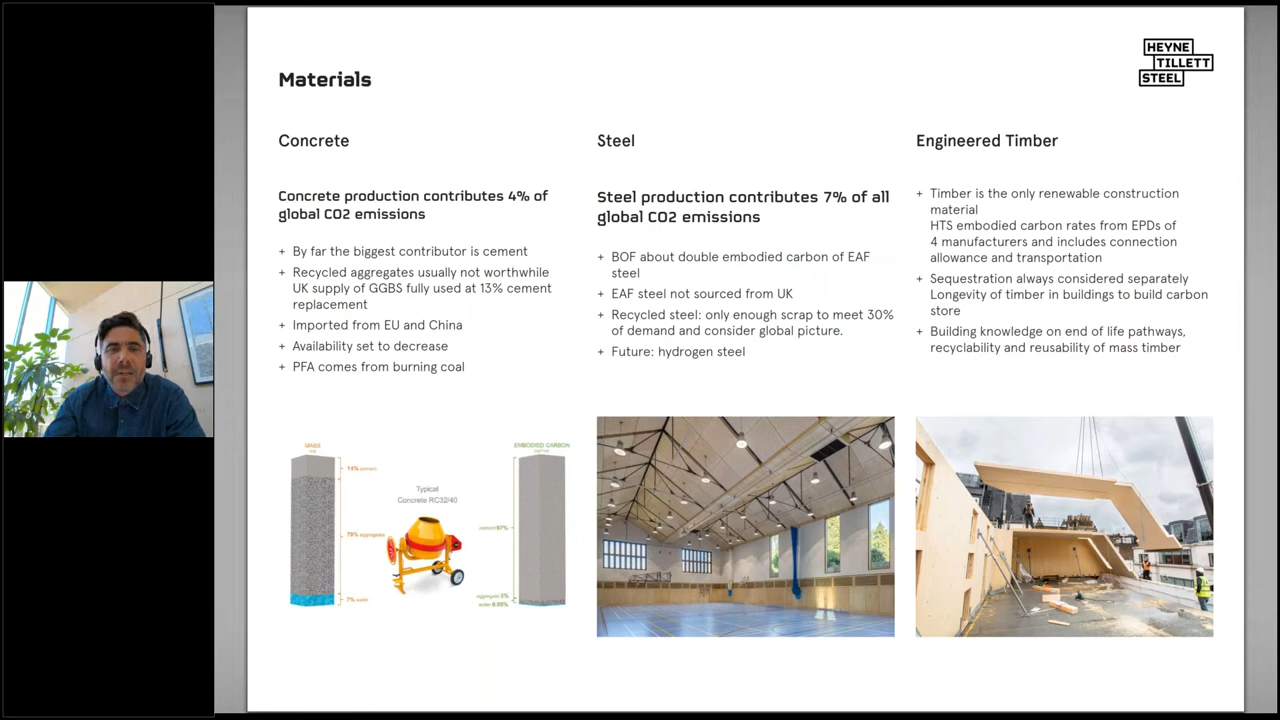 HEYNE
TILLETT
STEEL
Materials
Concrete
Concrete production contributes 4% of
global CO2 emissions
+ By far the biggest contributor is cement
+ Recycled aggregates usually not worthwhile
UK supply of GGBS fully used at 13% cement
replacement
+ Imported from EU and China
+ Availability set to decrease
+ PFA comes from burning coal
MASS
14% cement
79% aggregates
7% water
Typical
Concrete RC32/40
EMBODIED CARBON
cement 97%
aggregate 3%
water 0.05%
Steel
Steel production contributes 7% of all
global CO2 emissions
+ BOF about double embodied carbon of EAF
steel
+ EAF steel not sourced from UK
+ Recycled steel: only enough scrap to meet 30%
of demand and consider global picture.
+ Future: hydrogen steel
Engineered Timber
+ Timber is the only renewable construction
material
HTS embodied carbon rates from EPDs of
4 manufacturers and includes connection
allowance and transportation
+ Sequestration always considered separately
Longevity of timber in buildings to build carbon
store
+ Building knowledge on end of life pathways,
recyclability and reusability of mass timber